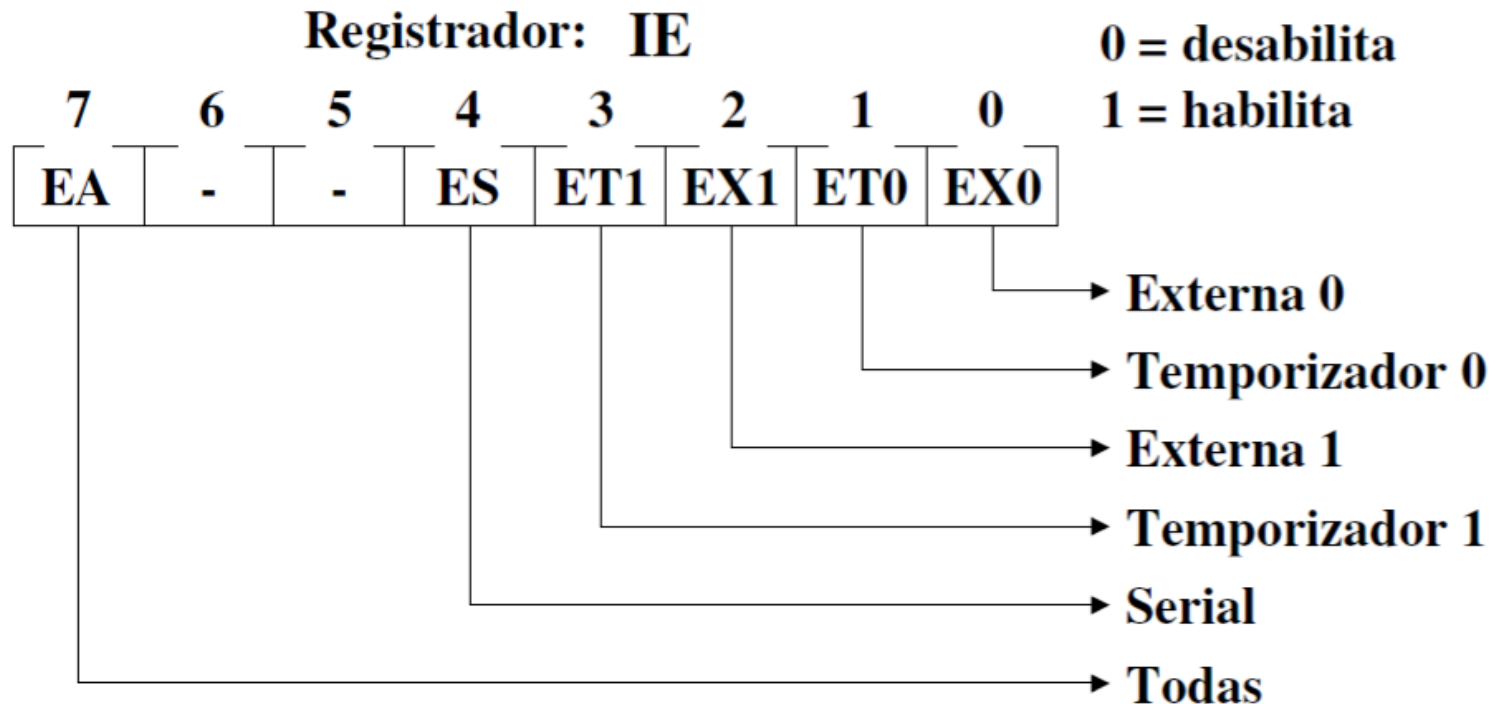 Registrador: IE
0 = desabilita
1 = habilita
7 6 5 4 3 2 1 0
EA - - ES ET1 EX1 ET0 EX0
Externa 0
Temporizador 0
Externa 1
Temporizador 1
Serial
Todas